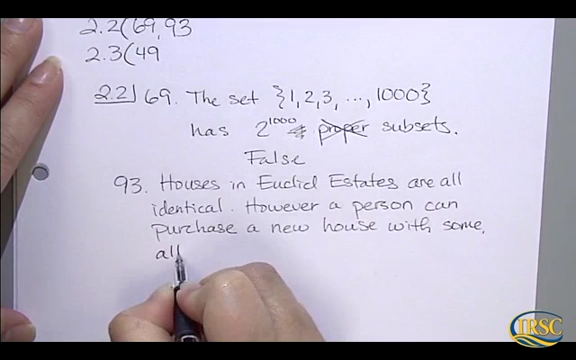 2.2(69, 93
2.3(49
2.2 69. The set {1, 2, 3, ..., 1000}
has 2^1000 proper subsets.
False
93. Houses in Euclid Estates are all
identical. However a person can
purchase a new house with some,
all
IRSC